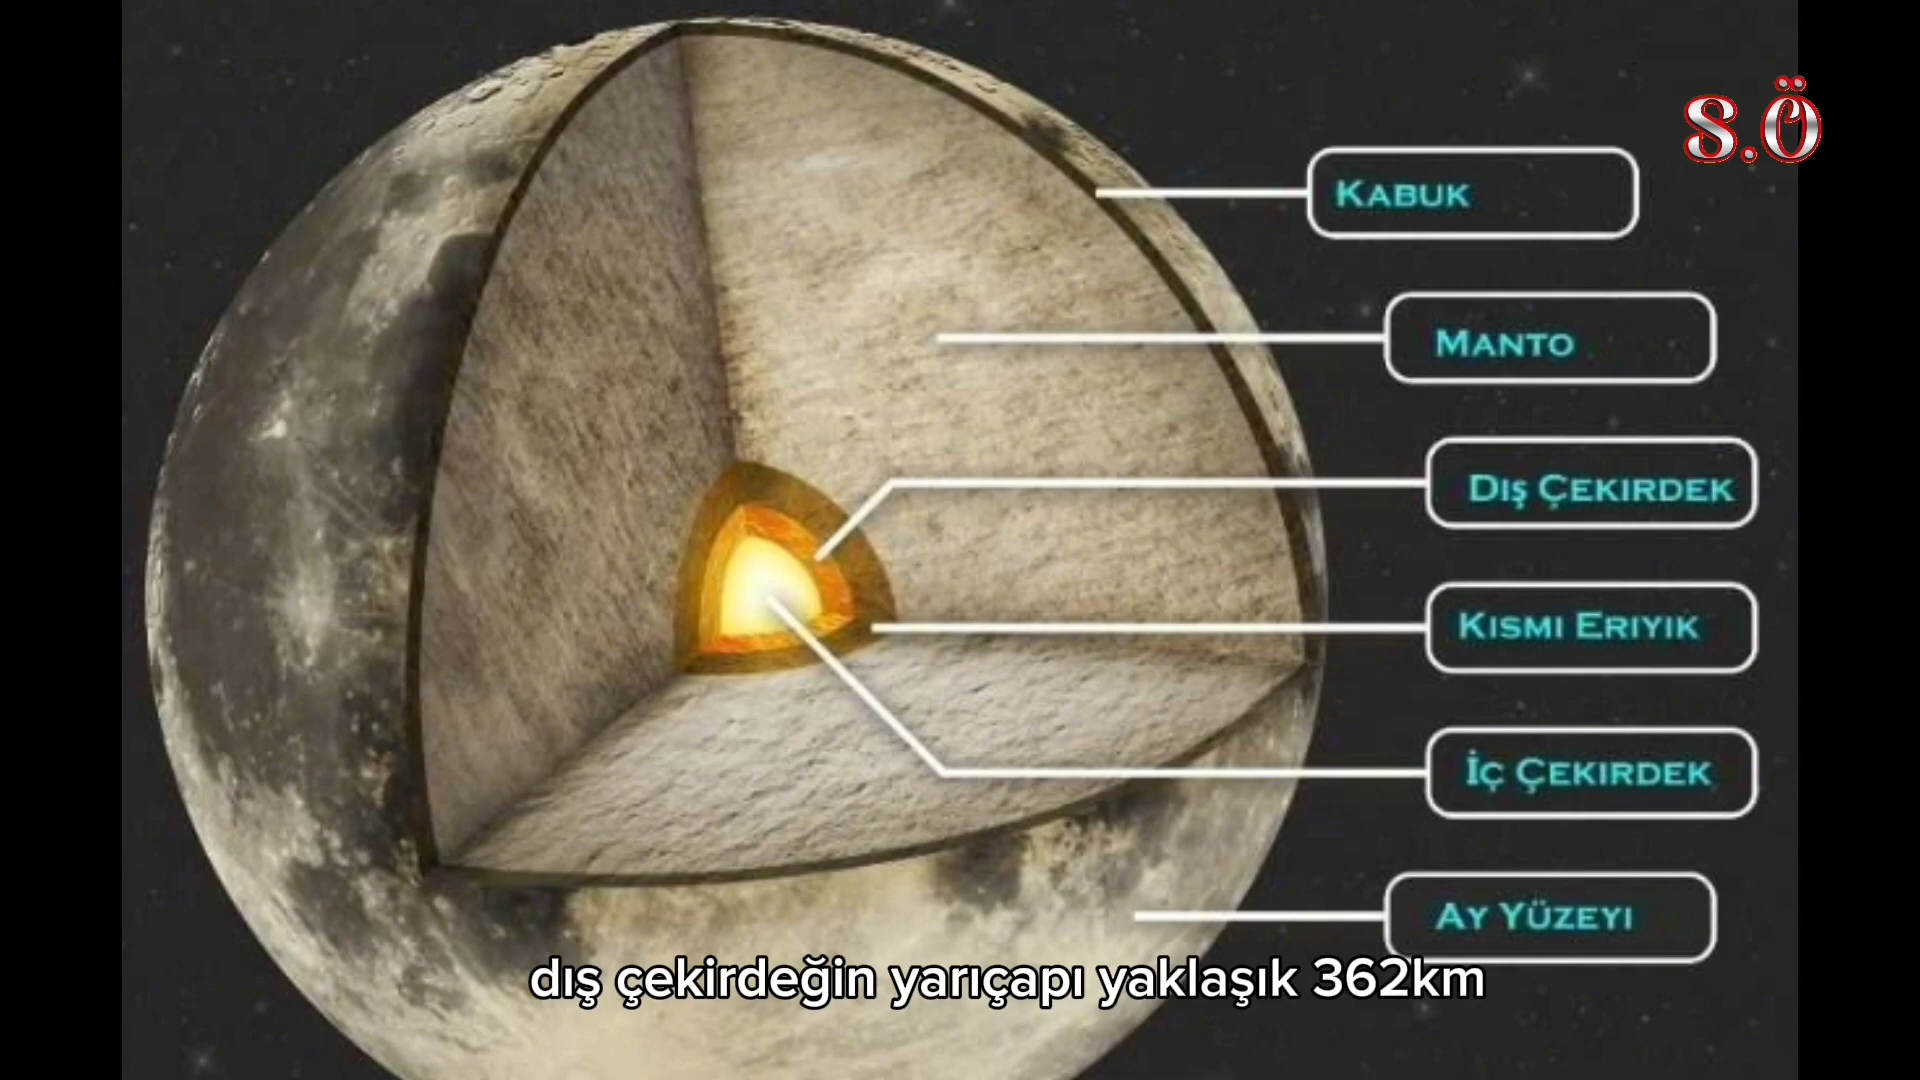 S.Ö
KABUK
MANTO
DIŞ ÇEKIRDEK
KISMI ERIYIK
İÇ ÇEKIRDEK
AY YÜZEYI
dış çekirdeğin yarıçapı yaklaşık 362km